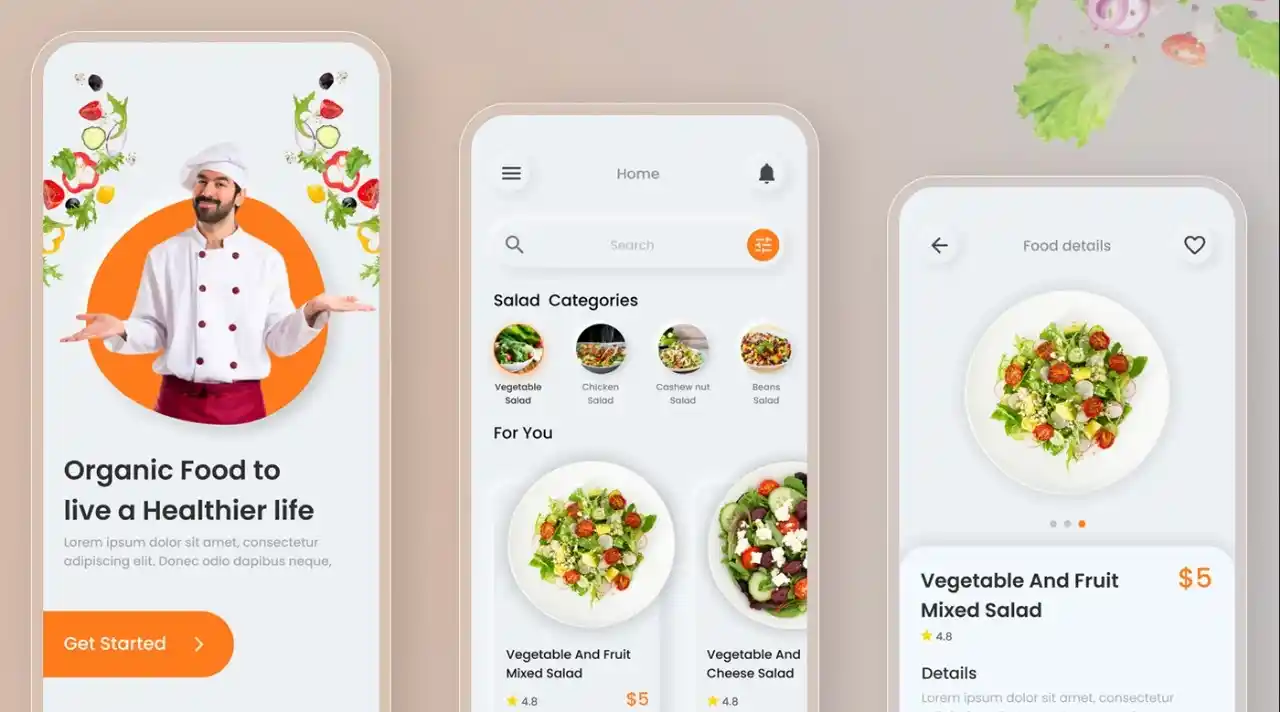 Organic Food to
live a Healthier life
Lorem ipsum dolor sit amet, consectetur
adipiscing elit. Donec odio dapibus neque,
Get Started
Home
Search
Salad Categories
Vegetable
Salad
Chicken
Salad
Cashew nut
Salad
Beans
Salad
For You
Vegetable And Fruit
Mixed Salad
4.8
$5
Vegetable And
Cheese Salad
4.8
Food details
Vegetable And Fruit
Mixed Salad
$5
4.8
Details
Lorem ipsum dolor sit amet, consectetur